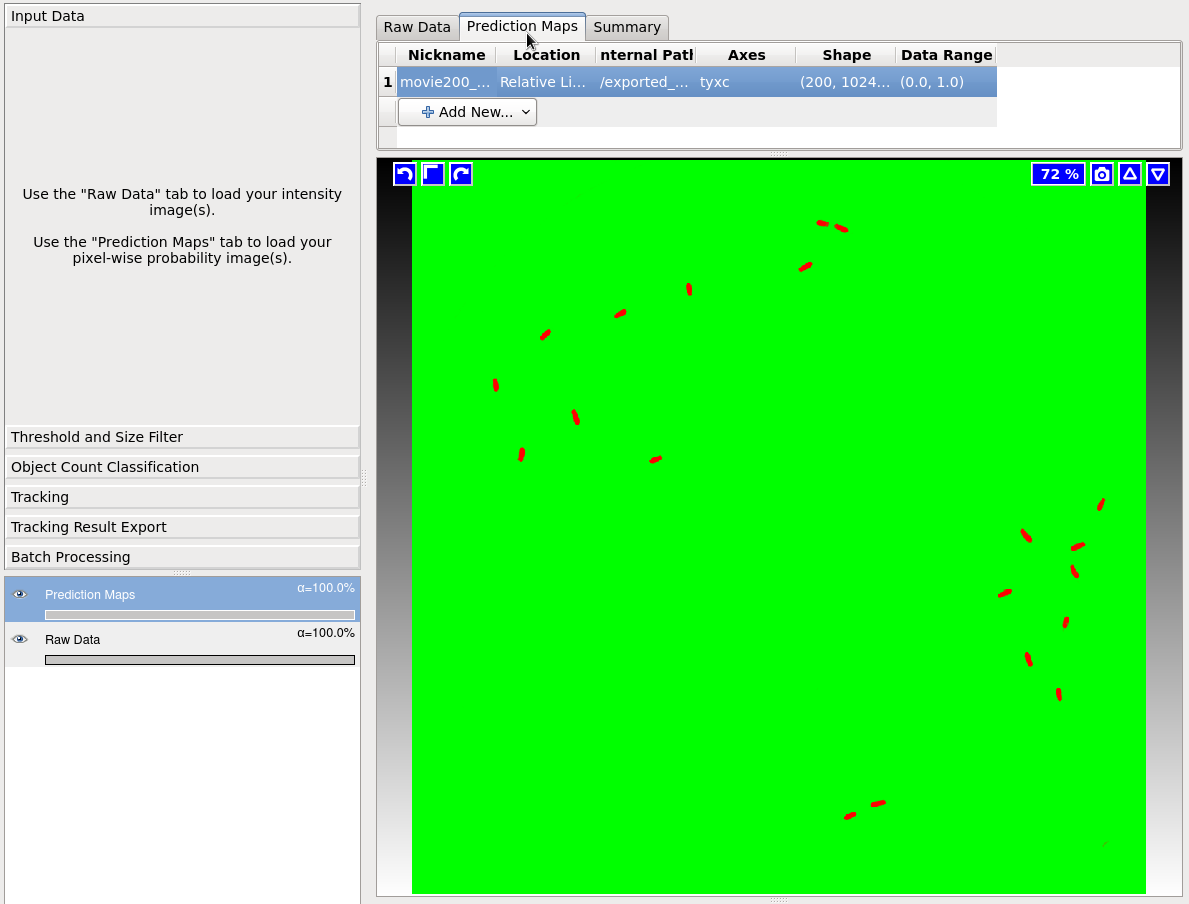 Input Data
Use the "Raw Data" tab to load your intensity
image(s).
Use the "Prediction Maps" tab to load your
pixel-wise probability image(s).
Threshold and Size Filter
Object Count Classification
Tracking
Tracking Result Export
Batch Processing
Prediction Maps α=100.0%
Raw Data α=100.0%
Raw Data Prediction Maps Summary
Nickname Location nternal Path Axes Shape Data Range
1 movie200_... Relative Li... /exported_... tyxc (200, 1024... (0.0, 1.0)
Add New...
72 %